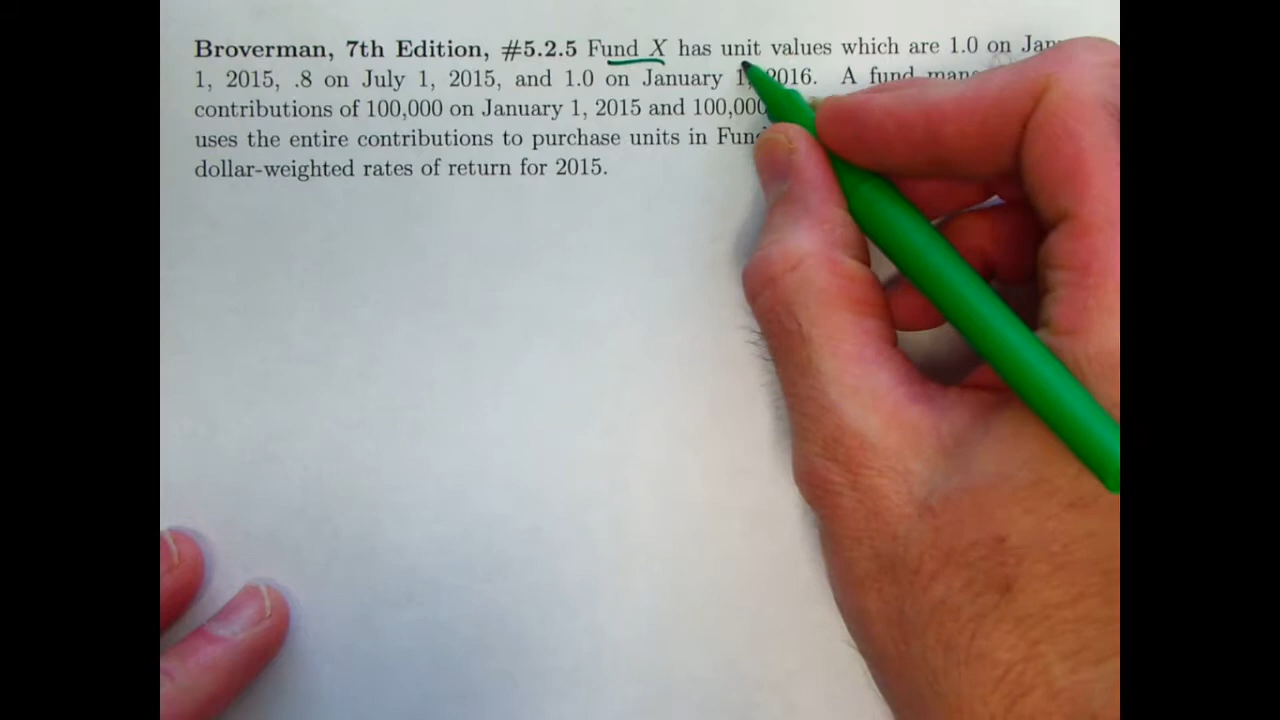 Broverman, 7th Edition, #5.2.5 Fund X has unit values which are 1.0 on
1, 2015, .8 on July 1, 2015, and 1.0 on January 1, 2016. A fund
contributions of 100,000 on January 1, 2015 and 100,000
uses the entire contributions to purchase units in
dollar-weighted rates of return for 2015.